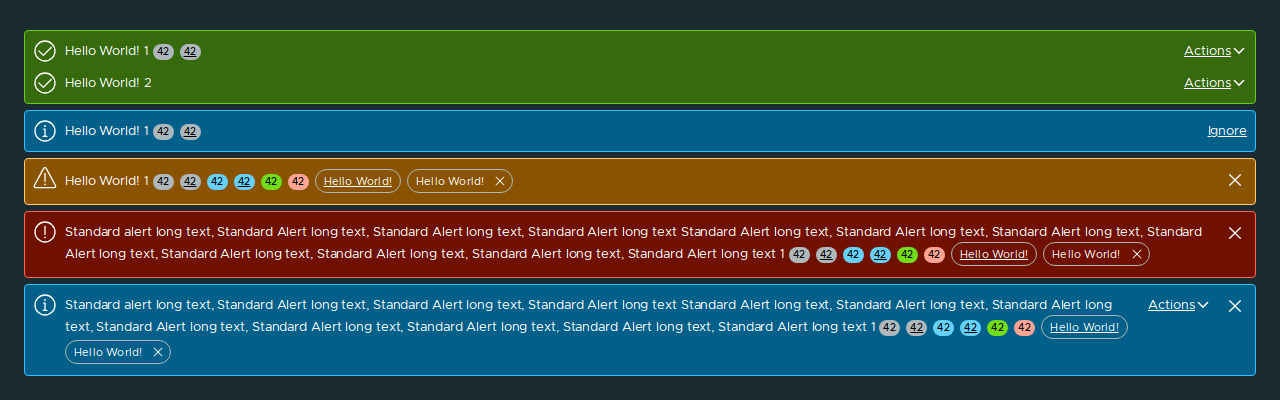 Hello World! 1 42 42 Actions
Hello World! 2 Actions
Hello World! 1 42 42 Ignore
Hello World! 1 42 42 42 42 42 42 Hello World! Hello World!
Standard alert long text, Standard Alert long text, Standard Alert long text, Standard Alert long text Standard Alert long text, Standard Alert long text, Standard Alert long text, Standard
Alert long text, Standard Alert long text, Standard Alert long text, Standard Alert long text, Standard Alert long text 1 42 42 42 42 42 42 Hello World! Hello World!
Standard alert long text, Standard Alert long text, Standard Alert long text, Standard Alert long text Standard Alert long text, Standard Alert long text, Standard Alert long Actions
text, Standard Alert long text, Standard Alert long text, Standard Alert long text, Standard Alert long text, Standard Alert long text 1 42 42 42 42 42 42 Hello World!
Hello World!